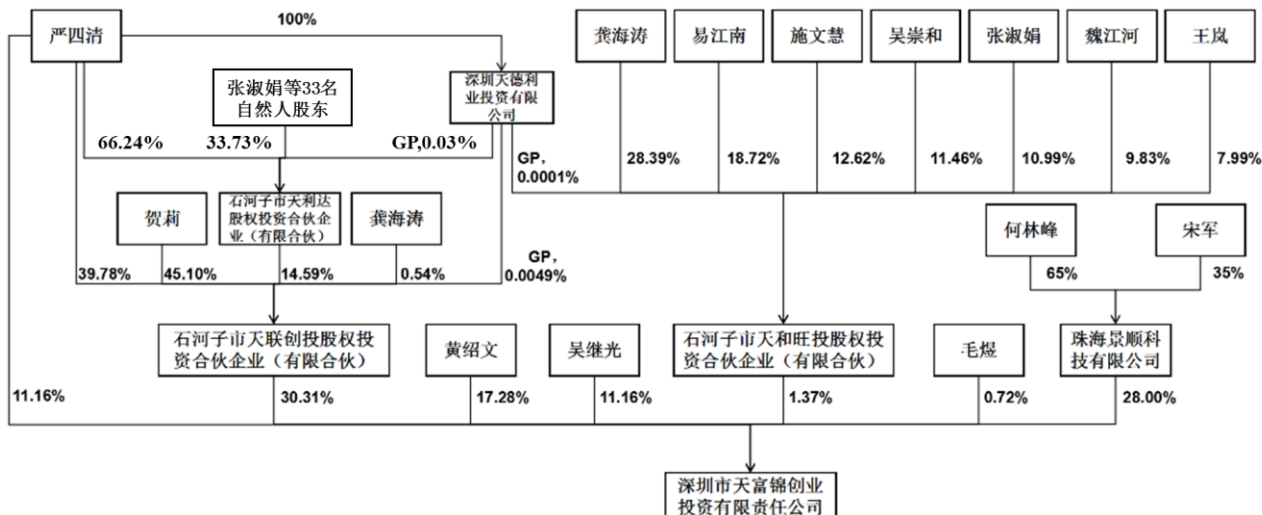 100%
严四清
龚海涛
易江南
施文慧
吴崇和
张淑娟
魏江河
王岚
张淑娟等33名
自然人股东
深圳天德利
业投资有限
公司
66.24%
33.73%
GP,0.03%
GP，
0.0001%
28.39%
18.72%
12.62%
11.46%
10.99%
9.83%
7.99%
贺莉
石河子市天利达
股权投资合伙企
业（有限合伙）
龚海涛
何林峰
宋军
39.78%
45.10%
14.59%
0.54%
GP，
0.0049%
65%
35%
石河子市天联创投股权投
资合伙企业（有限合伙）
黄绍文
吴继光
石河子市天和旺投股权投
资合伙企业（有限合伙）
毛煜
珠海景顺科
技有限公司
11.16%
30.31%
17.28%
11.16%
1.37%
0.72%
28.00%
深圳市天富锦创业
投资有限责任公司